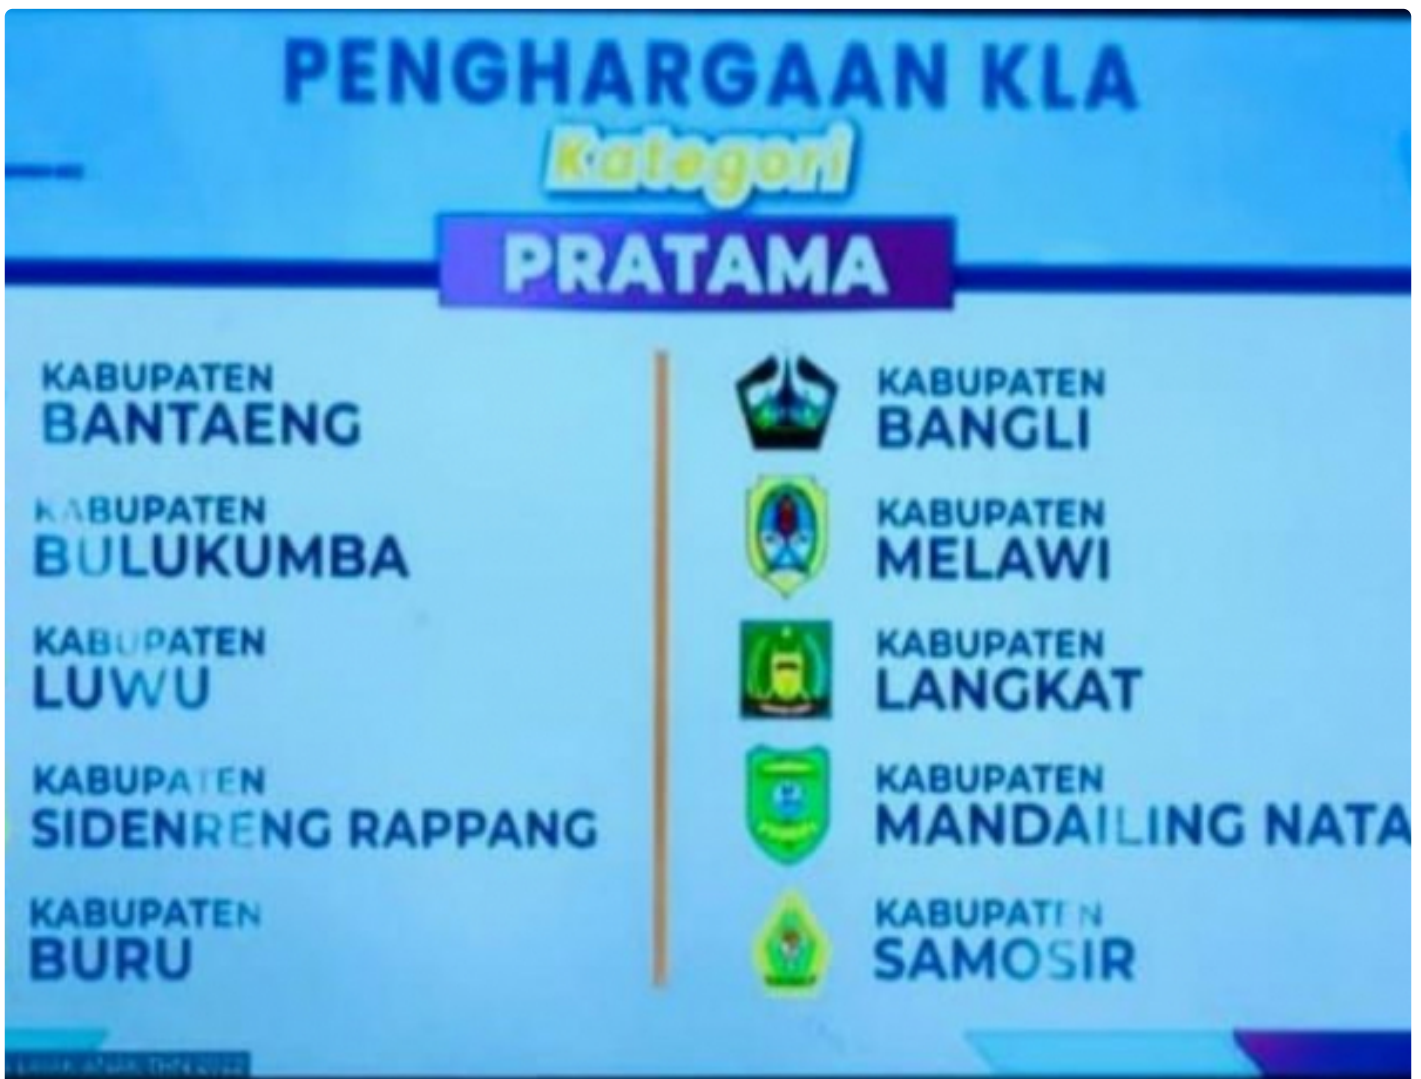 PENGHARGAAN KLA
Kategori
PRATAMA
KABUPATEN
BANTAENG
KABUPATEN
BULUKUMBA
KABUPATEN
LUWU
KABUPATEN
SIDENRENG RAPPANG
KABUPATEN
BURU
KABUPATEN
BANGLI
KABUPATEN
MELAWI
KABUPATEN
LANGKAT
KABUPATEN
MANDAILING NATA
KABUPATEN
SAMOSIR